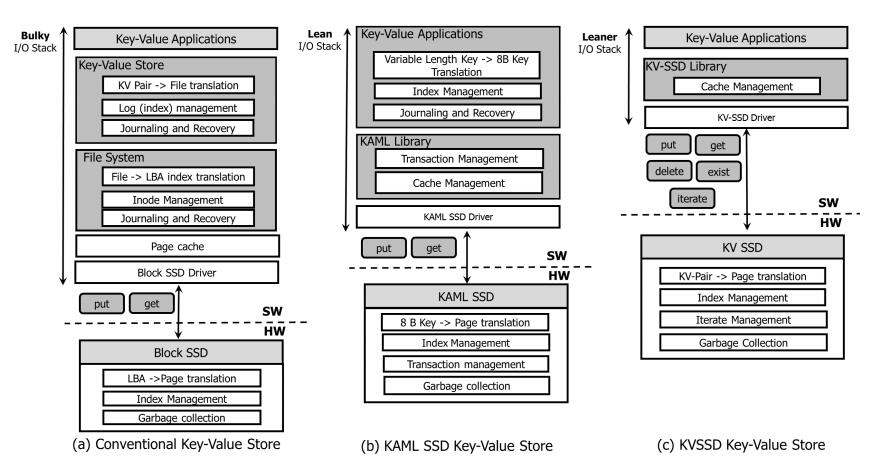 Bulky
I/O Stack
Key-Value Applications
Key-Value Store
KV Pair -> File translation
Log (index) management
Journaling and Recovery
File System
File -> LBA index translation
Inode Management
Journaling and Recovery
Page cache
Block SSD Driver
put
get
SW
HW
Block SSD
LBA ->Page translation
Index Management
Garbage collection
(a) Conventional Key-Value Store
Lean
I/O Stack
Key-Value Applications
Variable Length Key -> 8B Key
Translation
Index Management
Journaling and Recovery
KAML Library
Transaction Management
Cache Management
KAML SSD Driver
put
get
SW
HW
KAML SSD
8 B Key -> Page translation
Index Management
Transaction management
Garbage collection
(b) KAML SSD Key-Value Store
Leaner
I/O Stack
Key-Value Applications
KV-SSD Library
Cache Management
KV-SSD Driver
put
get
delete
exist
iterate
SW
HW
KV SSD
KV-Pair -> Page translation
Index Management
Iterate Management
Garbage Collection
(c) KVSSD Key-Value Store